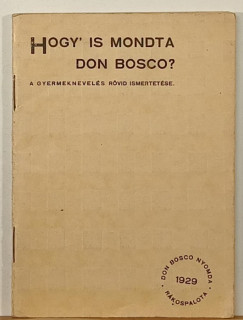 HOGY' IS MONDTA
DON BOSCO?
A GYERMEKNEVELÉS RÖVID ISMERTETÉSE.
DON BOSCO NYOMDA
1929
RÁKOSPALOTA